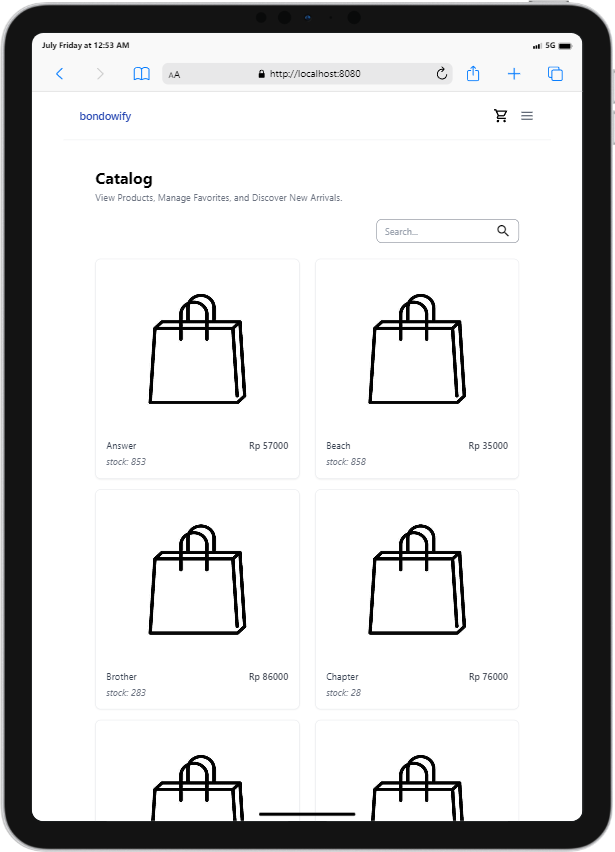 July Friday at 12:53 AM 5G
AA http://localhost:8080
bondowify
Catalog
View Products, Manage Favorites, and Discover New Arrivals.
Search...
Answer Rp 57000
stock: 853
Beach Rp 35000
stock: 858
Brother Rp 86000
stock: 283
Chapter Rp 76000
stock: 28